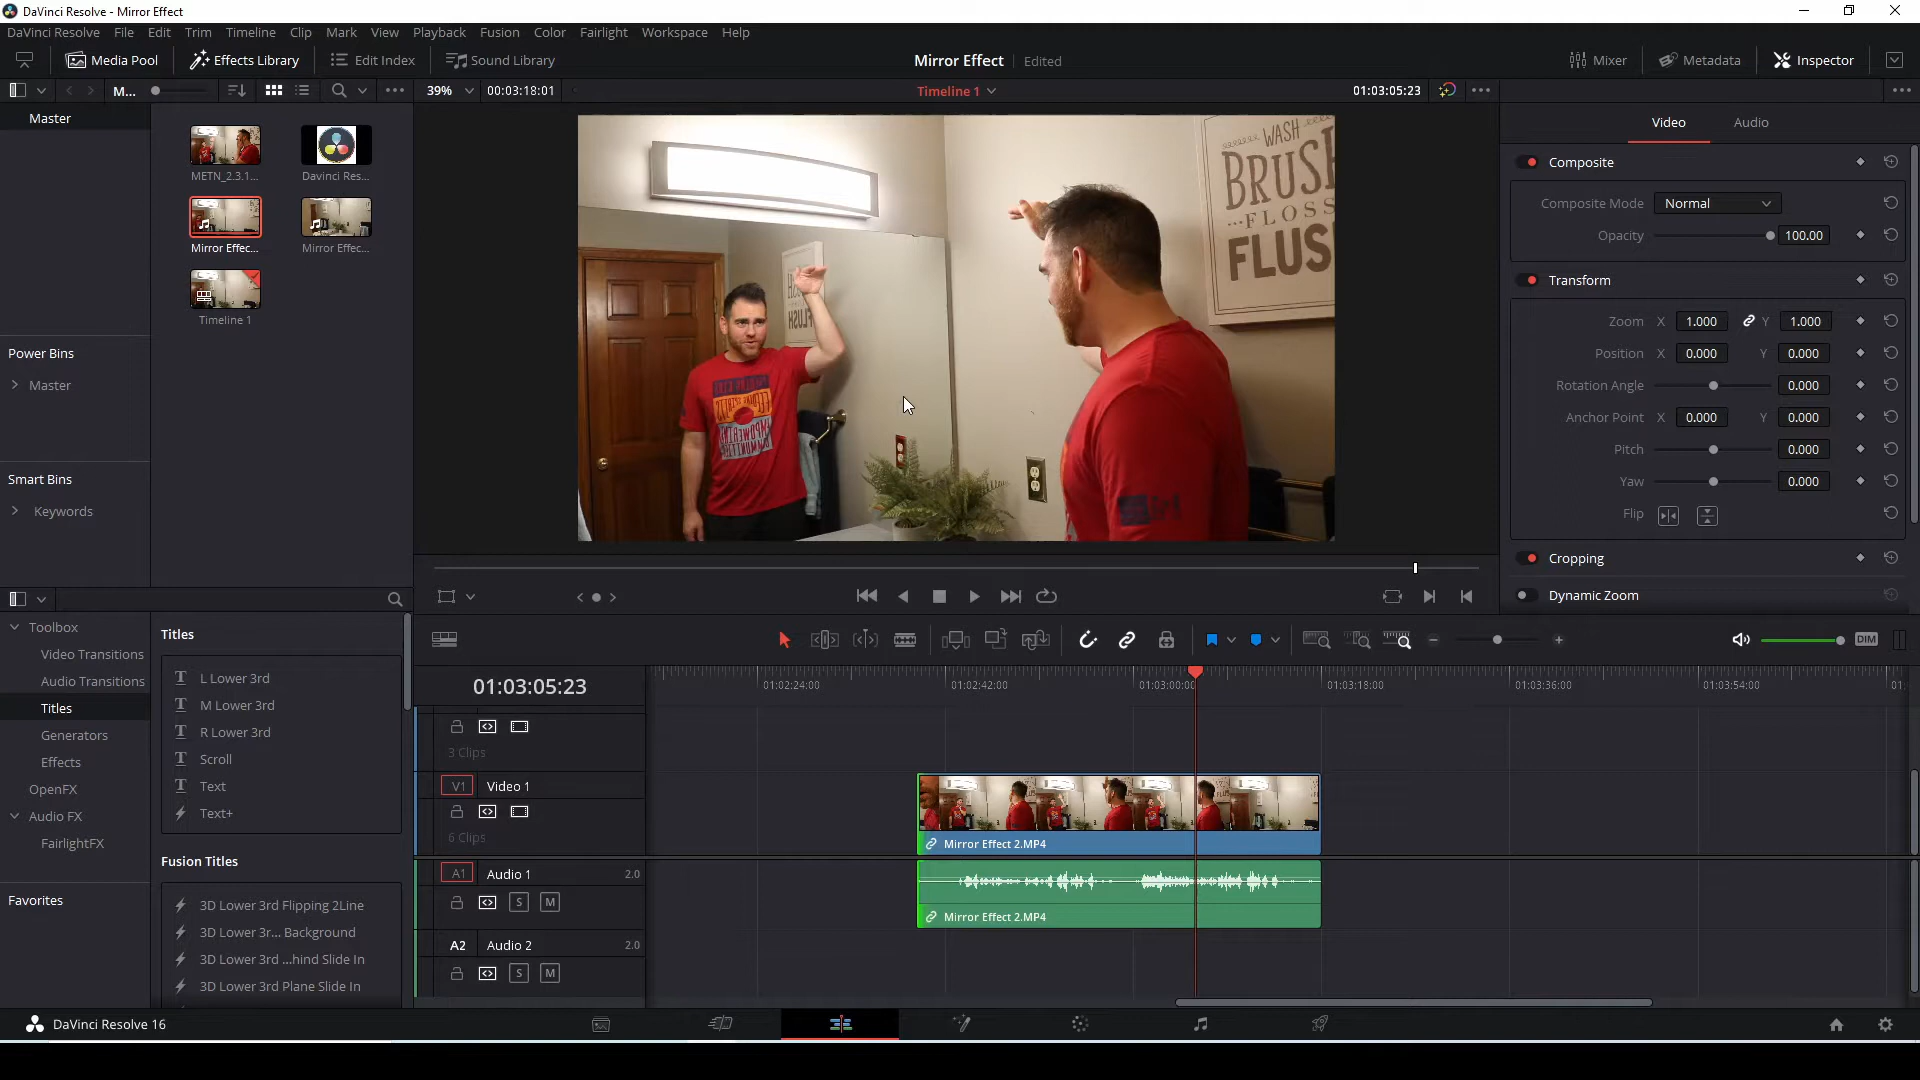 DaVinci Resolve - Mirror Effect
DaVinci Resolve File Edit Trim Timeline Clip Mark View Playback Fusion Color Fairlight Workspace Help
Media Pool Effects Library Edit Index Sound Library Mirror Effect Edited Mixer Metadata Inspector
M... 39% 00:03:18:01 Timeline 1 01:03:05:23
Master
METN_2.3.1... Davinci Res...
Mirror Effec... Mirror Effec...
Timeline 1
Power Bins
Master
Smart Bins
Keywords
WASH
BRUSH
FLOSS
FLUS
Video Audio
Composite
Composite Mode Normal
Opacity 100.00
Transform
Zoom X 1.000 Y 1.000
Position X 0.000 Y 0.000
Rotation Angle 0.000
Anchor Point X 0.000 Y 0.000
Pitch 0.000
Yaw 0.000
Flip
Cropping
Dynamic Zoom
Toolbox
Video Transitions
Audio Transitions
Titles
Generators
Effects
OpenFX
Audio FX
FairlightFX
Favorites
Titles
L Lower 3rd
M Lower 3rd
R Lower 3rd
Scroll
Text
Text+
Fusion Titles
3D Lower 3rd Flipping 2Line
3D Lower 3r... Background
3D Lower 3rd ...hind Slide In
3D Lower 3rd Plane Slide In
DIM
01:03:05:23
01:02:24:00 01:02:42:00 01:03:00:00 01:03:18:00 01:03:36:00 01:03:54:00
3 Clips
V1 Video 1
6 Clips
Mirror Effect 2.MP4
A1 Audio 1 2.0
S M
Mirror Effect 2.MP4
A2 Audio 2 2.0
S M
DaVinci Resolve 16